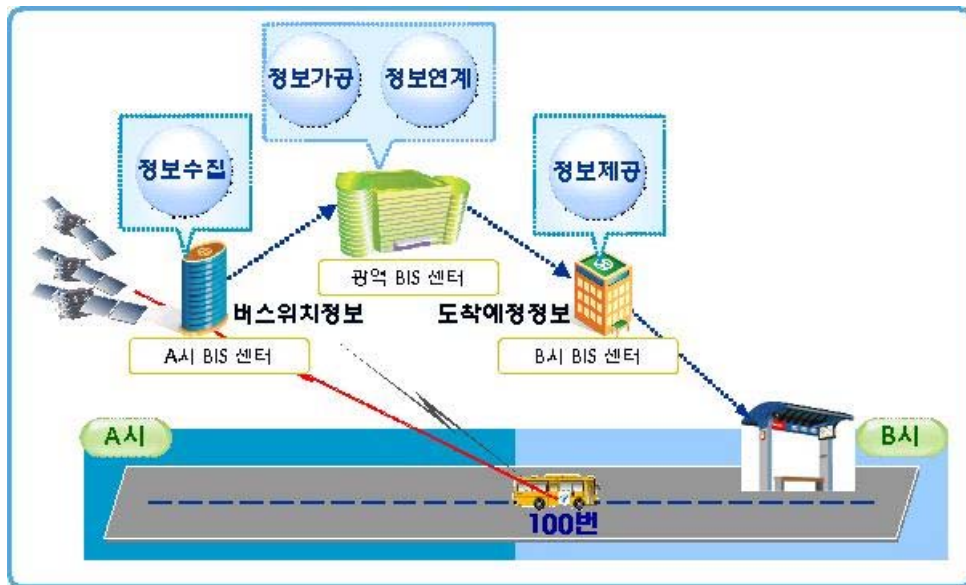 정보가공
정보연계
정보수집
정보제공
광역 BIS 센터
버스위치정보
도착예정정보
A시 BIS 센터
B시 BIS 센터
A시
B시
100번